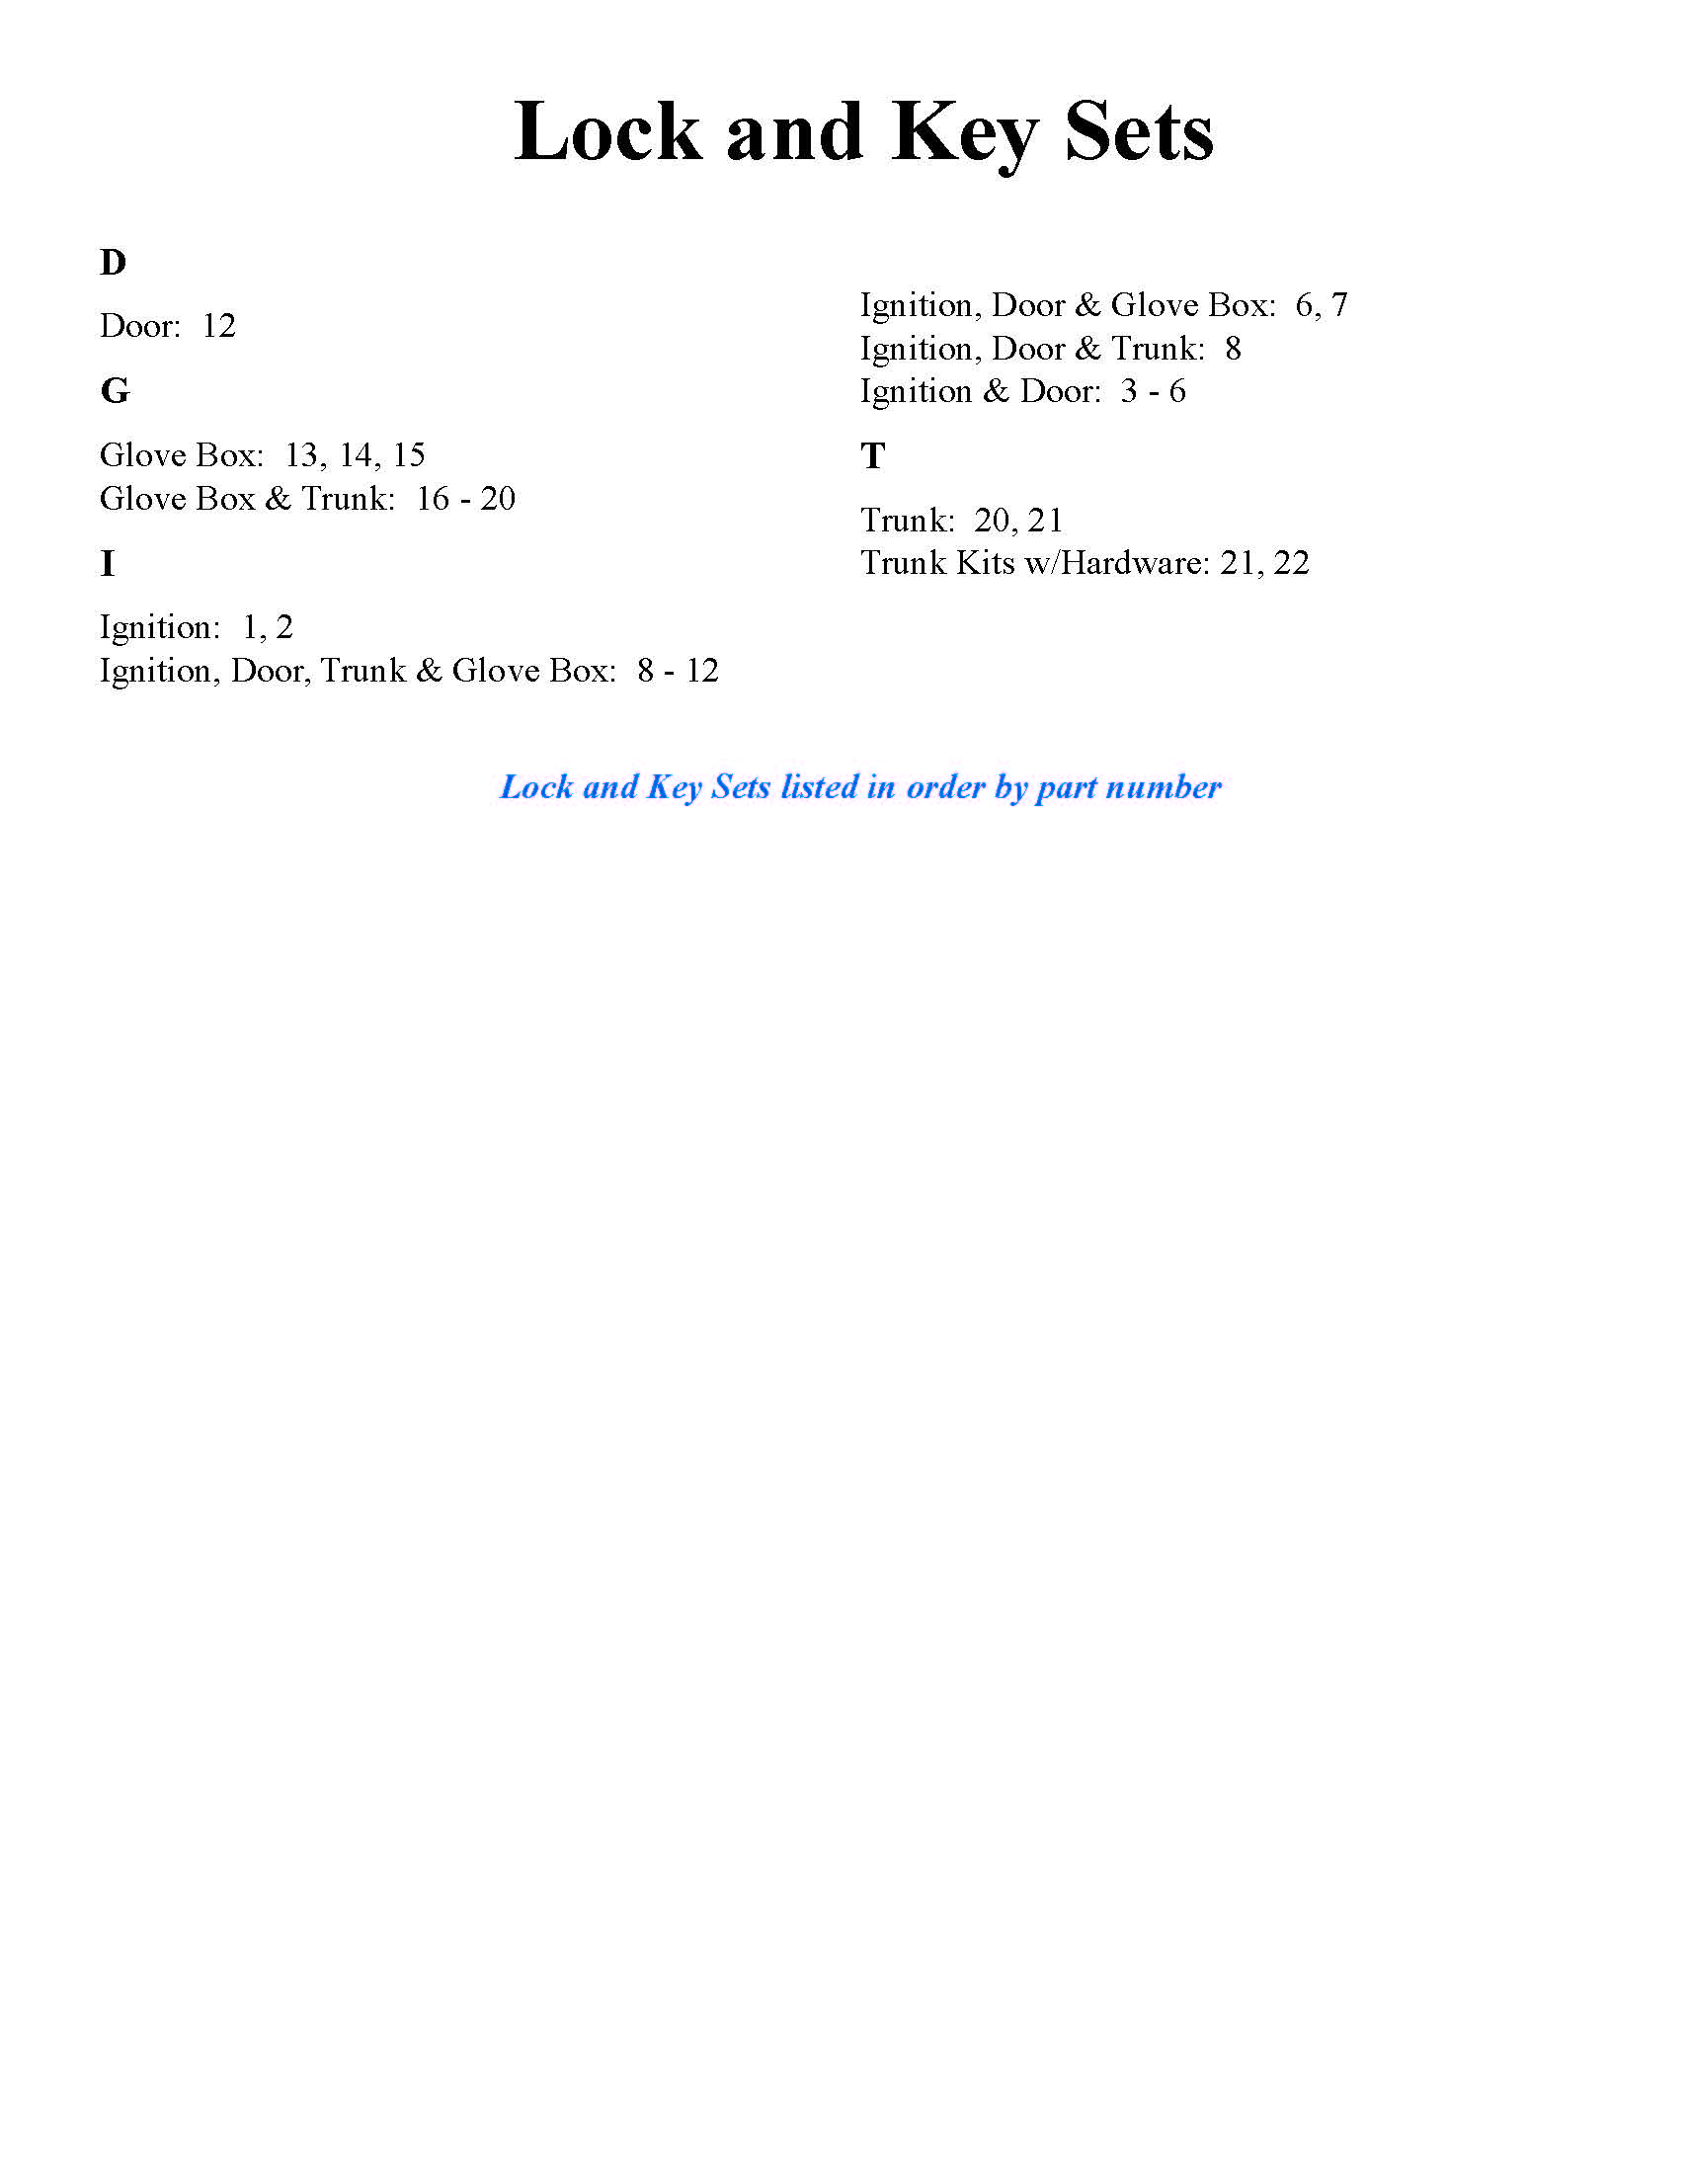 Lock and Key Sets
D
Door:  12
G
Glove Box:  13, 14, 15
Glove Box & Trunk:  16 - 20
I
Ignition:  1, 2
Ignition, Door, Trunk & Glove Box:  8 - 12
Ignition, Door & Glove Box:  6, 7
Ignition, Door & Trunk:  8
Ignition & Door:  3 - 6
T
Trunk:  20, 21
Trunk Kits w/Hardware: 21, 22
Lock and Key Sets listed in order by part number